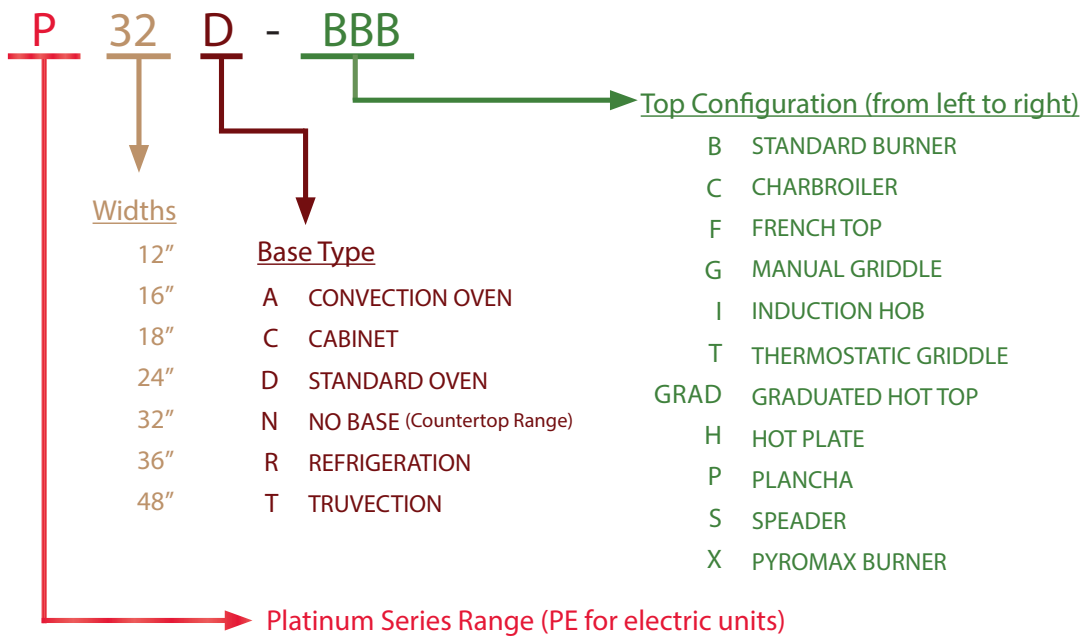 P 32 D - BBB
Top Configuration (from left to right)
B STANDARD BURNER
C CHARBROILER
F FRENCH TOP
G MANUAL GRIDDLE
I INDUCTION HOB
T THERMOSTATIC GRIDDLE
GRAD GRADUATED HOT TOP
H HOT PLATE
P PLANCHA
S SPEADER
X PYROMAX BURNER
Widths
12”
16”
18”
24”
32”
36”
48”
Base Type
A CONVECTION OVEN
C CABINET
D STANDARD OVEN
N NO BASE (Countertop Range)
R REFRIGERATION
T TRUVECTION
Platinum Series Range (PE for electric units)